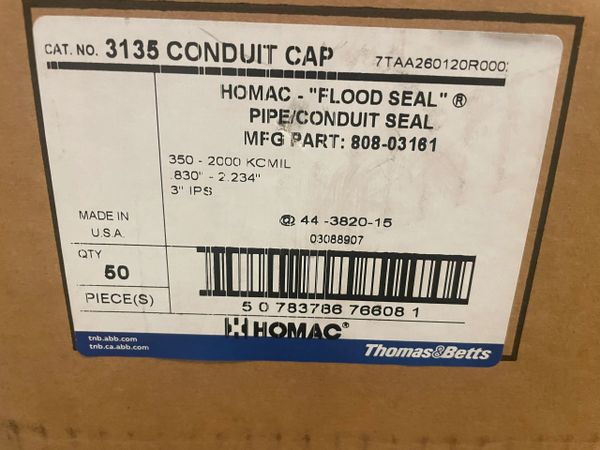 CAT. NO. 3135 CONDUIT CAP 7TAA260120R000
HOMAC - "FLOOD SEAL" ®
PIPE/CONDUIT SEAL
MFG PART: 808-03161
350 - 2000 KCMIL
.830" - 2.234"
3" IPS
MADE IN
U.S.A.
@ 44 -3820-15
03088907
QTY
50
PIECE(S)
5 0 783786 76608 1
HOMAC®
tnb.abb.com
tnb.ca.abb.com
Thomas&Betts